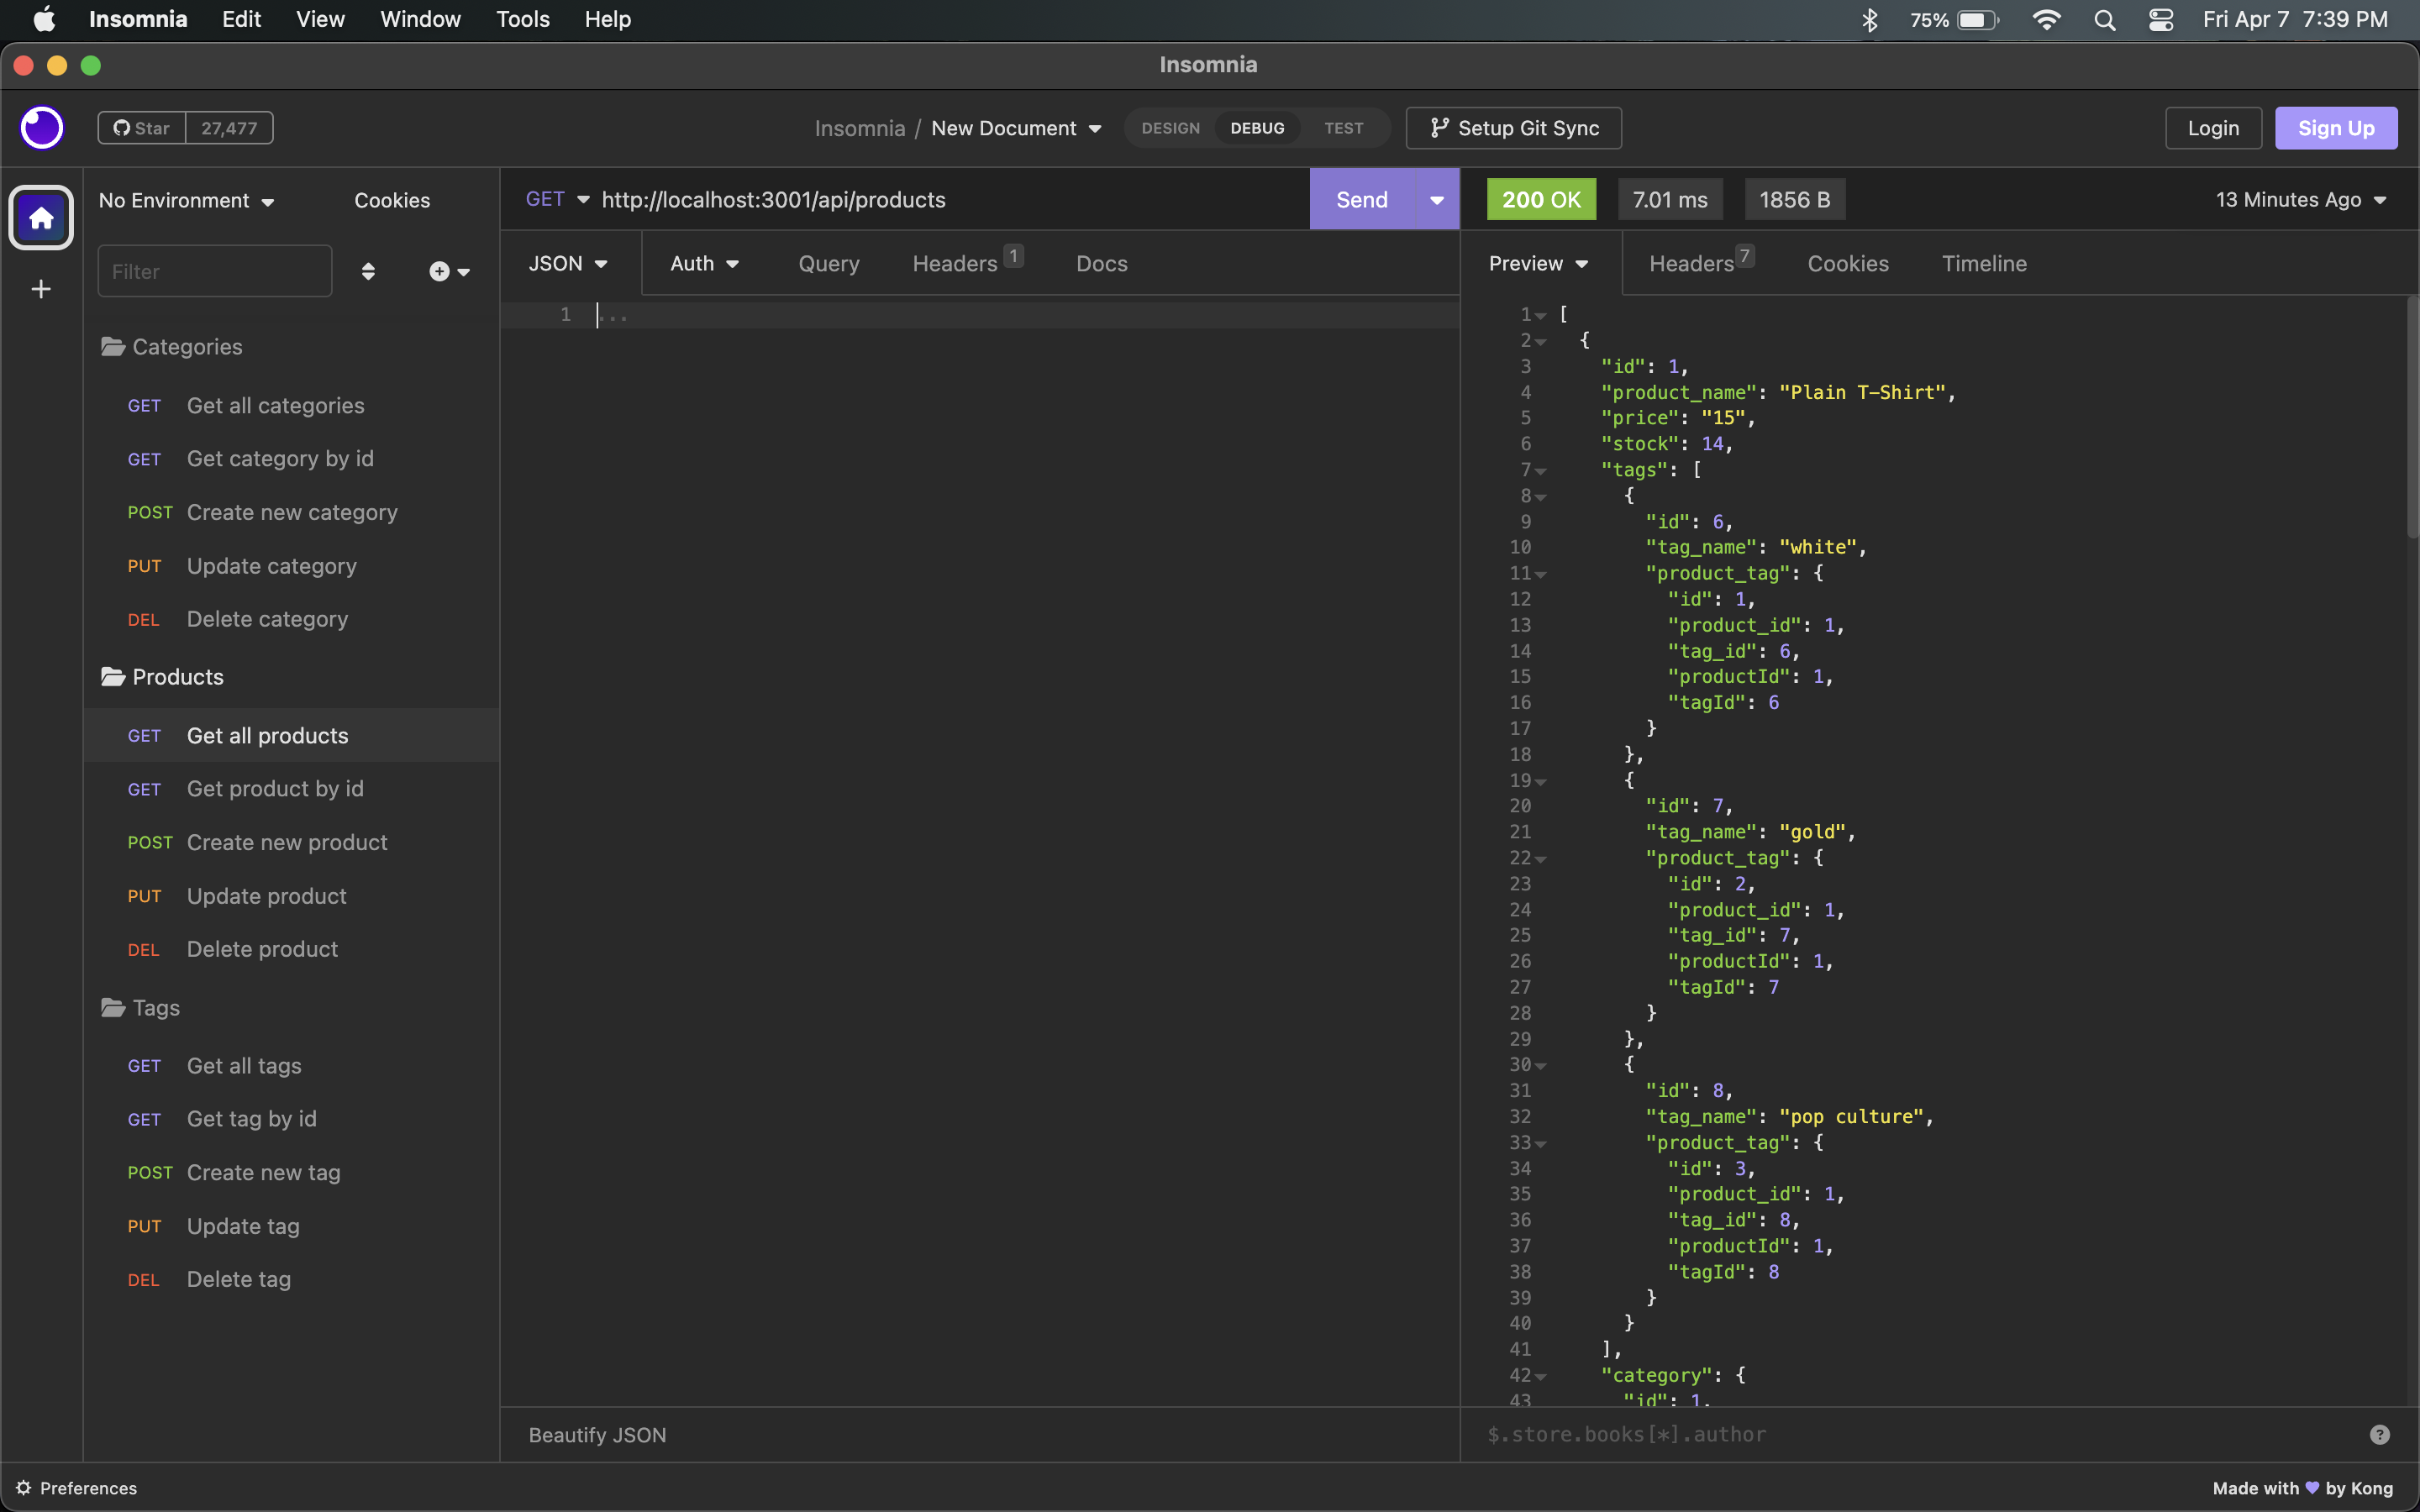 Insomnia Edit View Window Tools Help 75% Fri Apr 7 7:39 PM
Insomnia
Star 27,477 Insomnia / New Document DESIGN DEBUG TEST Setup Git Sync Login Sign Up
No Environment Cookies
Filter
Categories
GET Get all categories
GET Get category by id
POST Create new category
PUT Update category
DEL Delete category
Products
GET Get all products
GET Get product by id
POST Create new product
PUT Update product
DEL Delete product
Tags
GET Get all tags
GET Get tag by id
POST Create new tag
PUT Update tag
DEL Delete tag
GET http://localhost:3001/api/products Send
JSON Auth Query Headers 1 Docs
1 ...
Beautify JSON
200 OK 7.01 ms 1856 B 13 Minutes Ago
Preview Headers 7 Cookies Timeline
1 [
2 {
3 "id": 1,
4 "product_name": "Plain T-Shirt",
5 "price": "15",
6 "stock": 14,
7 "tags": [
8 {
9 "id": 6,
10 "tag_name": "white",
11 "product_tag": {
12 "id": 1,
13 "product_id": 1,
14 "tag_id": 6,
15 "productId": 1,
16 "tagId": 6
17 }
18 },
19 {
20 "id": 7,
21 "tag_name": "gold",
22 "product_tag": {
23 "id": 2,
24 "product_id": 1,
25 "tag_id": 7,
26 "productId": 1,
27 "tagId": 7
28 }
29 },
30 {
31 "id": 8,
32 "tag_name": "pop culture",
33 "product_tag": {
34 "id": 3,
35 "product_id": 1,
36 "tag_id": 8,
37 "productId": 1,
38 "tagId": 8
39 }
40 }
41 ],
42 "category": {
43 "id": 1,
$.store.books[*].author ?
Preferences Made with by Kong